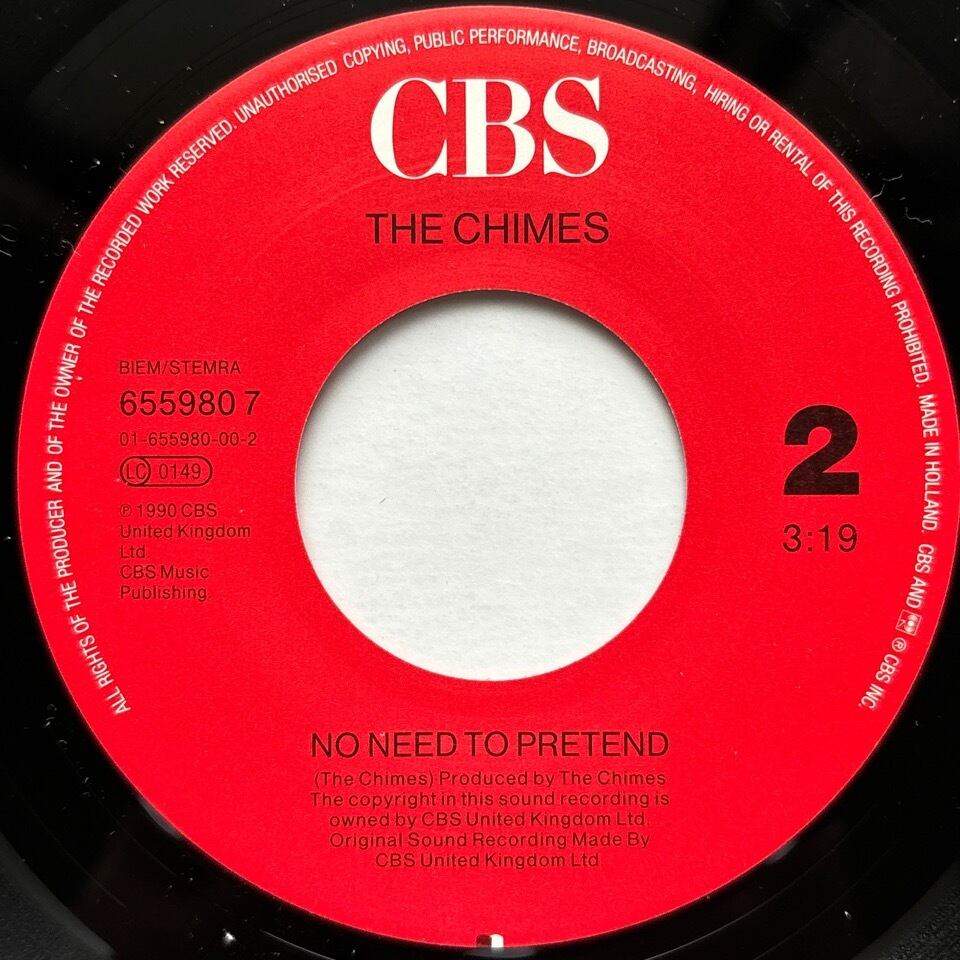 ALL RIGHTS OF THE PRODUCER AND OF THE OWNER OF THE RECORDED WORK RESERVED. UNAUTHORISED COPYING, PUBLIC PERFORMANCE, BROADCASTING, HIRING OR RENTAL OF THIS RECORDING PROHIBITED. MADE IN HOLLAND. CBS AND ® CBS INC.
CBS
THE CHIMES
BIEM/STEMRA
655980 7
01-655980-00-2
LC 0149
℗ 1990 CBS
United Kingdom
Ltd.
CBS Music
Publishing
2
3:19
NO NEED TO PRETEND
(The Chimes) Produced by The Chimes
The copyright in this sound recording is
owned by CBS United Kingdom Ltd.
Original Sound Recording Made By
CBS United Kingdom Ltd.